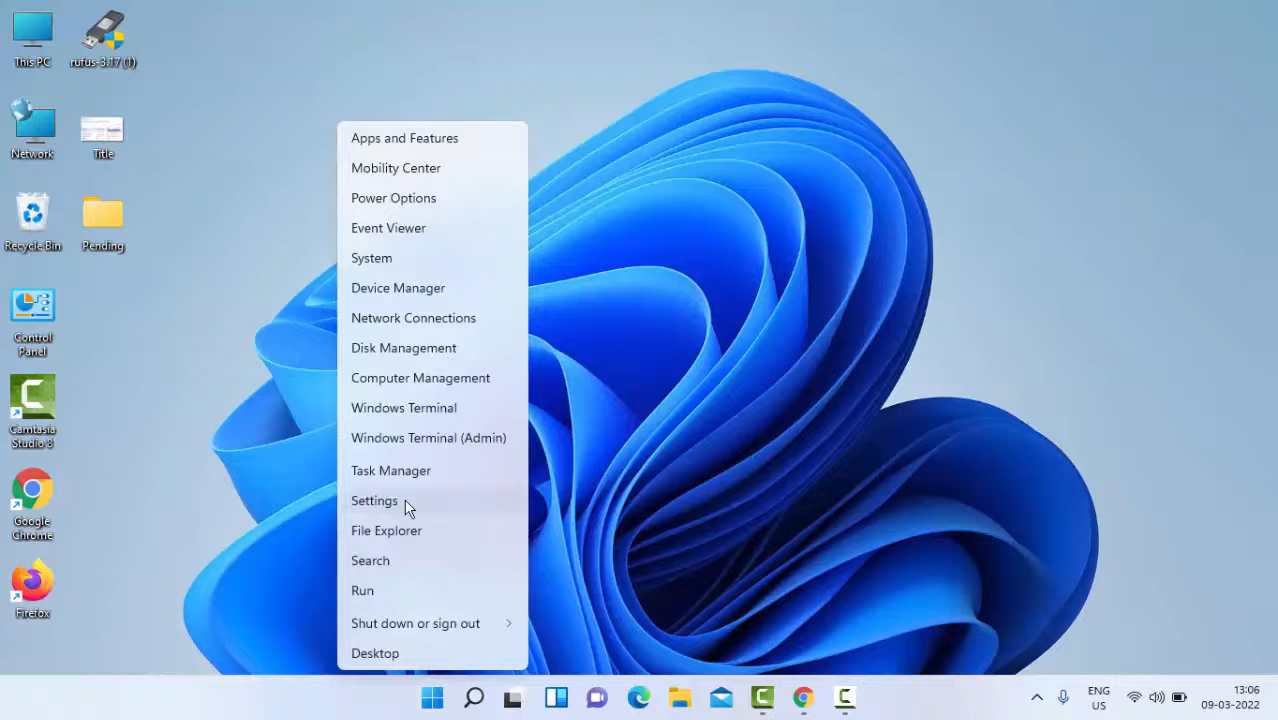 This PC
rufus-3.17 (1)
Network
Title
Recycle Bin
Pending
Control
Panel
Camtasia
Studio 8
Google
Chrome
Firefox
Apps and Features
Mobility Center
Power Options
Event Viewer
System
Device Manager
Network Connections
Disk Management
Computer Management
Windows Terminal
Windows Terminal (Admin)
Task Manager
Settings
File Explorer
Search
Run
Shut down or sign out
Desktop
ENG
US
13:06
09-03-2022